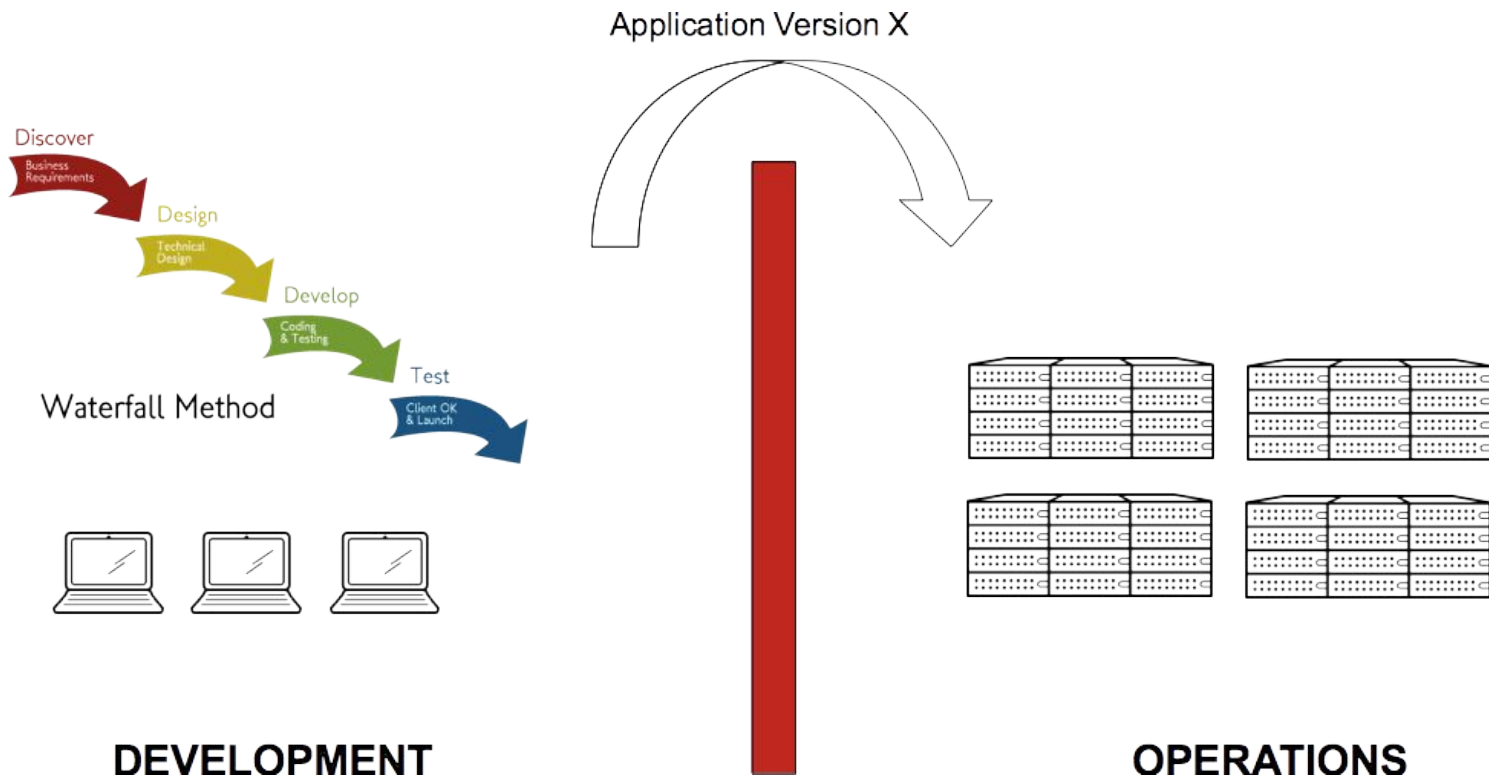 Application Version X
Discover
Business
Requirements
Design
Technical
Design
Develop
Coding
& Testing
Test
Client OK
& Launch
Waterfall Method
DEVELOPMENT
OPERATIONS